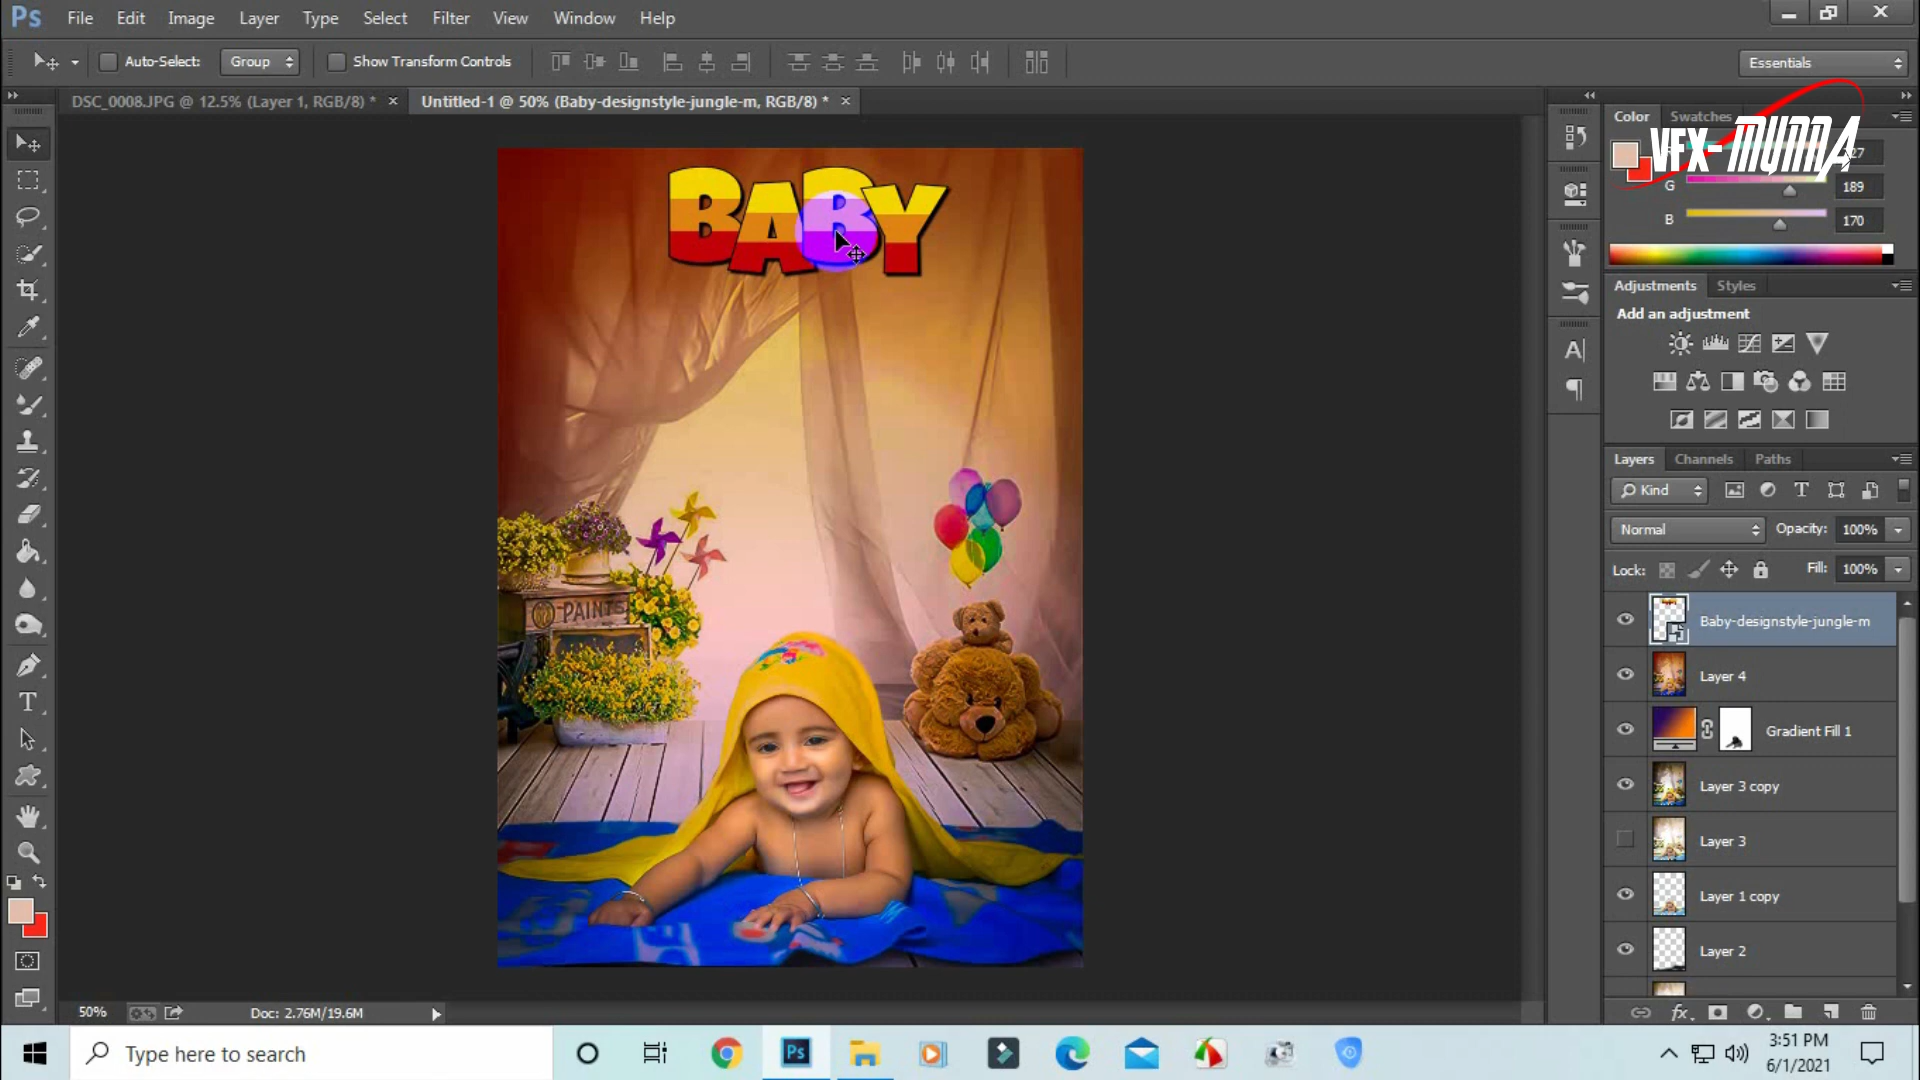 Ps File Edit Image Layer Type Select Filter View Window Help
Auto-Select: Group Show Transform Controls Essentials
DSC_0008.JPG @ 12.5% (Layer 1, RGB/8) * × Untitled-1 @ 50% (Baby-designstyle-jungle-m, RGB/8) * ×
Color Swatches
VFX-MUNNA
G 189
B 170
BABY
Adjustments Styles
Add an adjustment
Layers Channels Paths
Kind
Normal Opacity: 100%
Lock: Fill: 100%
PAINTS
Baby-designstyle-jungle-m
Layer 4
Gradient Fill 1
Layer 3 copy
Layer 3
Layer 1 copy
Layer 2
50% Doc: 2.76M/19.6M
Type here to search
Ps
3:51 PM
6/1/2021